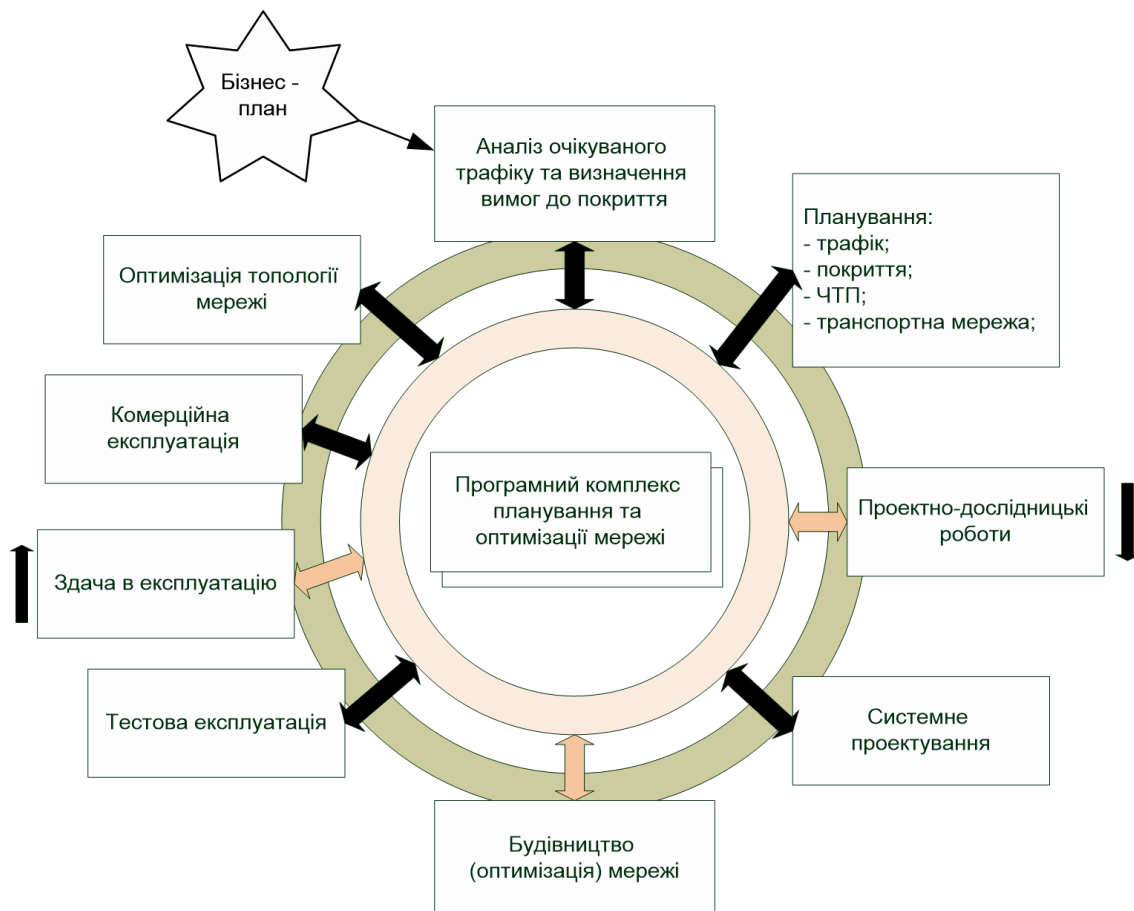 Бізнес -
план
Аналіз очікуваного
трафіку та визначення
вимог до покриття
Планування:
- трафік;
- покриття;
- ЧТП;
- транспортна мережа;
Оптимізація топології
мережі
Комерційна
експлуатація
Програмний комплекс
планування та
оптимізації мережі
Проектно-дослідницькі
роботи
Здача в експлуатацію
Тестова експлуатація
Системне
проектування
Будівництво
(оптимізація) мережі